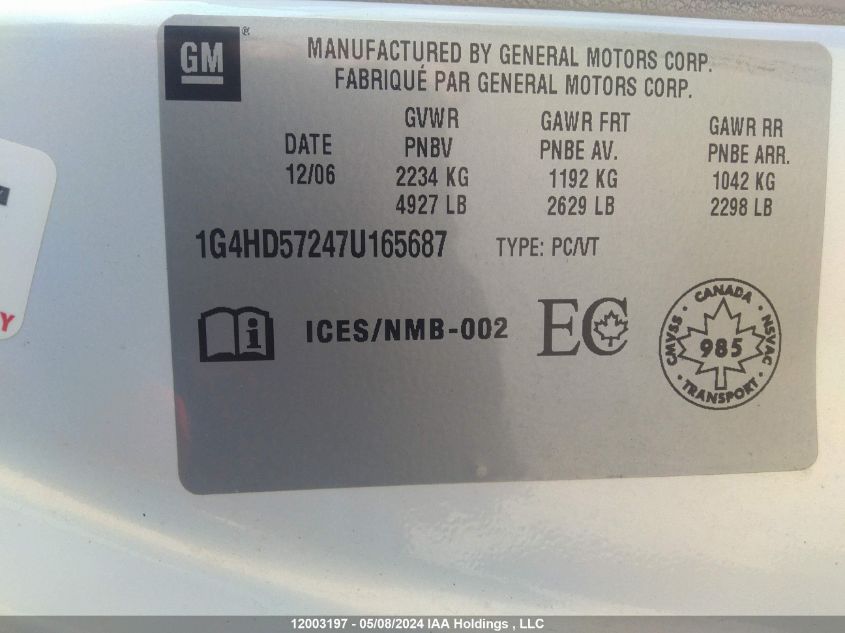 GM ®
MANUFACTURED BY GENERAL MOTORS CORP.
FABRIQUÉ PAR GENERAL MOTORS CORP.
DATE GVWR GAWR FRT GAWR RR
PNBV PNBE AV. PNBE ARR.
12/06 2234 KG 1192 KG 1042 KG
4927 LB 2629 LB 2298 LB
1G4HD57247U165687 TYPE: PC/VT
i ICES/NMB-002 EC
CANADA
CMVSS 985 NSVAC
TRANSPORT
Y
12003197 - 05/08/2024 IAA Holdings , LLC